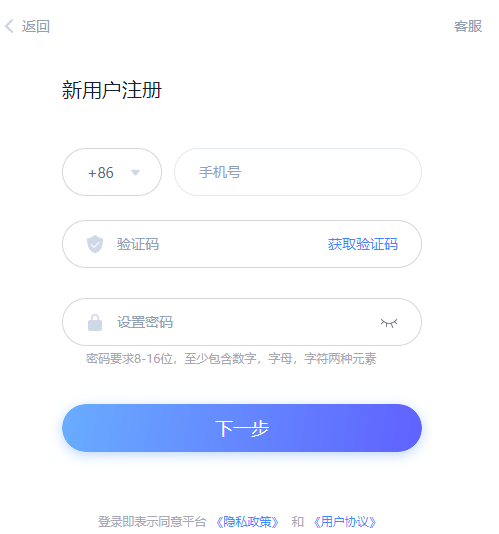 返回 客服
新用户注册
+86 手机号
验证码 获取验证码
设置密码
密码要求8-16位，至少包含数字，字母，字符两种元素
下一步
登录即表示同意平台《隐私政策》 和 《用户协议》